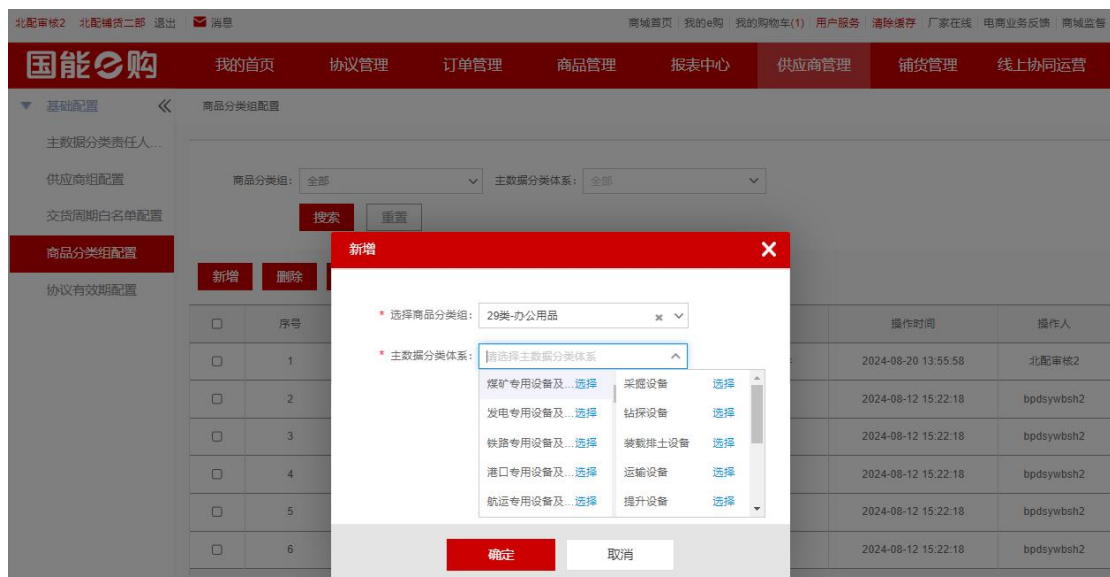 北配审核2 北配铺货二部 退出 消息 商城首页 我的e购 我的购物车(1) 用户服务 清除缓存 厂家在线 电商业务反馈 商城监督
国能e购 我的首页 协议管理 订单管理 商品管理 报表中心 供应商管理 铺货管理 线上协同运营
基础配置 商品分类组配置
主数据分类责任人...
供应商组配置 商品分类组: 全部 主数据分类体系: 全部
交货周期白名单配置 搜索 重置
商品分类组配置 新增
新增 删除
协议有效期配置
* 选择商品分类组: 29类-办公用品
序号 操作时间 操作人
* 主数据分类体系: 请选择主数据分类体系
1 2024-08-20 13:55:58 北配审核2
煤矿专用设备及...选择 采掘设备 选择
2 2024-08-12 15:22:18 bpdsywbsh2
发电专用设备及...选择 钻探设备 选择
3 2024-08-12 15:22:18 bpdsywbsh2
铁路专用设备及...选择 装载排土设备 选择
4 2024-08-12 15:22:18 bpdsywbsh2
港口专用设备及...选择 运输设备 选择
5 2024-08-12 15:22:18 bpdsywbsh2
航运专用设备及...选择 提升设备 选择
6 2024-08-12 15:22:18 bpdsywbsh2
确定 取消